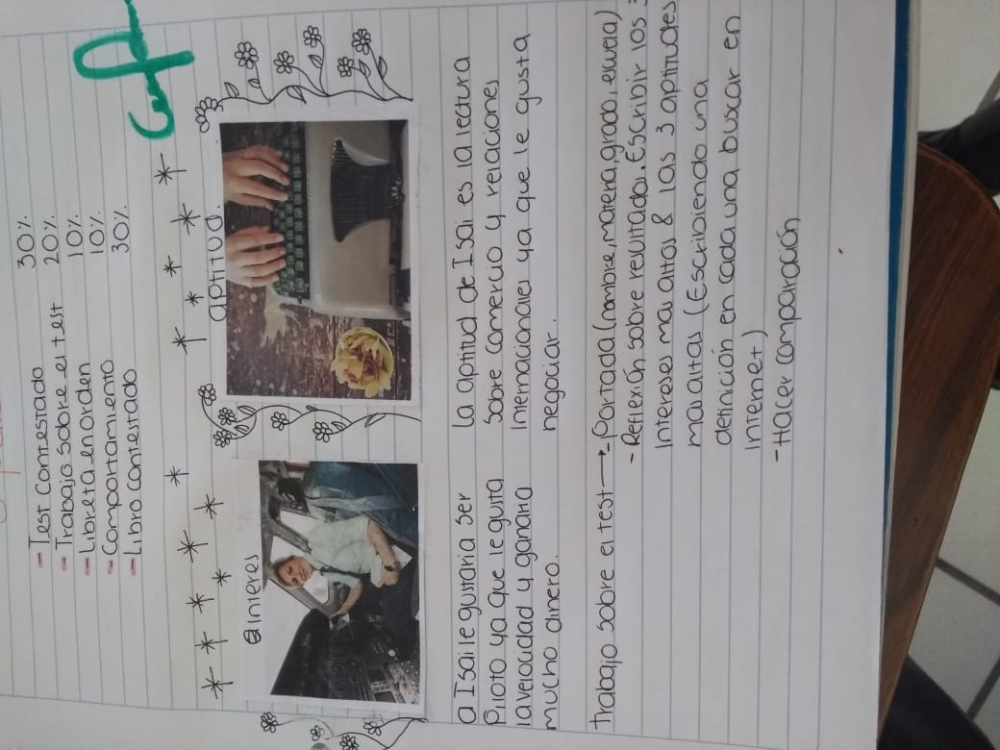 - Test Contestado 30%
- Trabajo sobre el test 20%
- Libreta en orden 10%
- Comportamiento 10%
- Libro contestado 30%
interes
aptitud.
a Isai le gustaria ser
Piloto ya que le gusta
la velocidad y ganaria
mucho dinero.
la aptitud de Isai es la lectura
sobre comercio y relaciones
Internacionales ya que le gusta
negociar.
Trabajo sobre el test → -Portada (nombre, materia, grado, escuela)
- Reflexión sobre resultados. Escribir los 3
Intereses mas altos & las 3 aptitudes
mas altas (Escribiendo una
definición en cada una buscar en
Internet)
- Hacer comparación